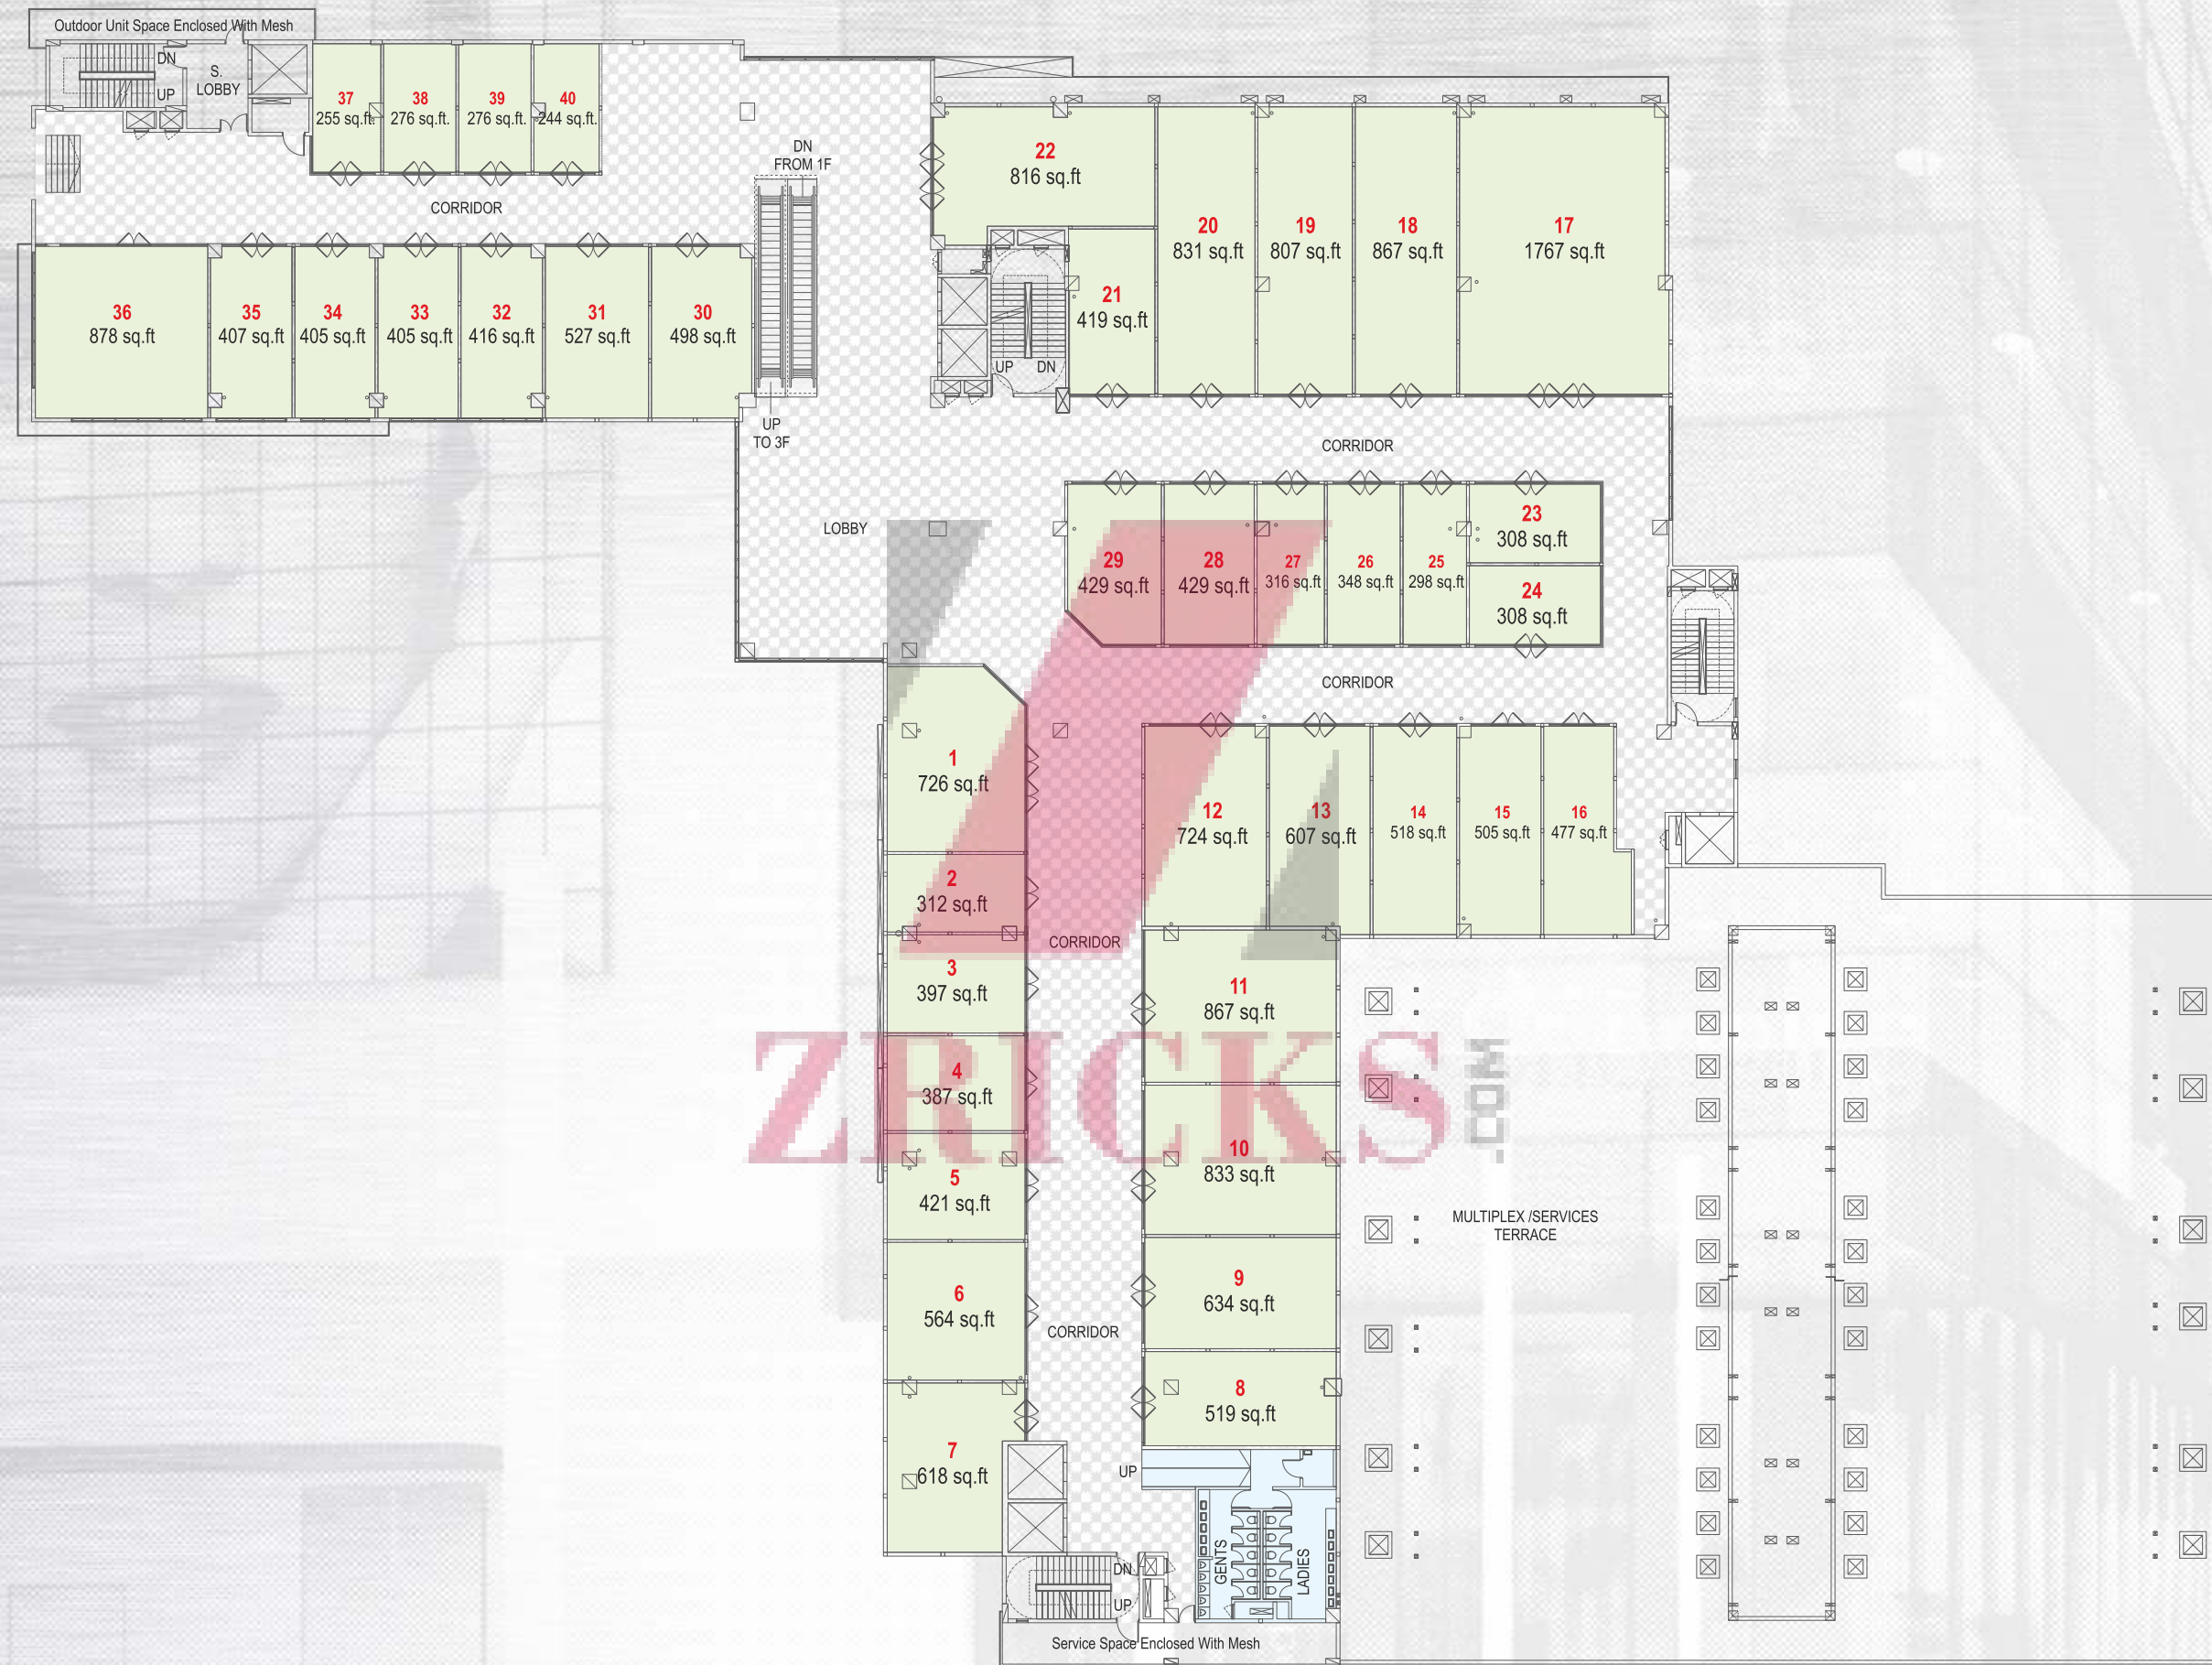 Outdoor Unit Space Enclosed With Mesh
DN
S.
LOBBY
UP
37
255 sq.ft.
38
276 sq.ft.
39
276 sq.ft.
40
244 sq.ft.
CORRIDOR
DN
FROM 1F
36
878 sq.ft
35
407 sq.ft
34
405 sq.ft
33
405 sq.ft
32
416 sq.ft
31
527 sq.ft
30
498 sq.ft
UP
TO 3F
22
816 sq.ft
21
419 sq.ft
20
831 sq.ft
19
807 sq.ft
18
867 sq.ft
17
1767 sq.ft
UP
DN
CORRIDOR
LOBBY
29
429 sq.ft
28
429 sq.ft
27
316 sq.ft
26
348 sq.ft
25
298 sq.ft
23
308 sq.ft
24
308 sq.ft
CORRIDOR
1
726 sq.ft
2
312 sq.ft
3
397 sq.ft
4
387 sq.ft
5
421 sq.ft
6
564 sq.ft
7
618 sq.ft
CORRIDOR
CORRIDOR
12
724 sq.ft
13
607 sq.ft
14
518 sq.ft
15
505 sq.ft
16
477 sq.ft
11
867 sq.ft
10
833 sq.ft
9
634 sq.ft
8
519 sq.ft
ZRICKS
.COM
MULTIPLEX /SERVICES
TERRACE
UP
GENTS
LADIES
DN
UP
Service Space Enclosed With Mesh